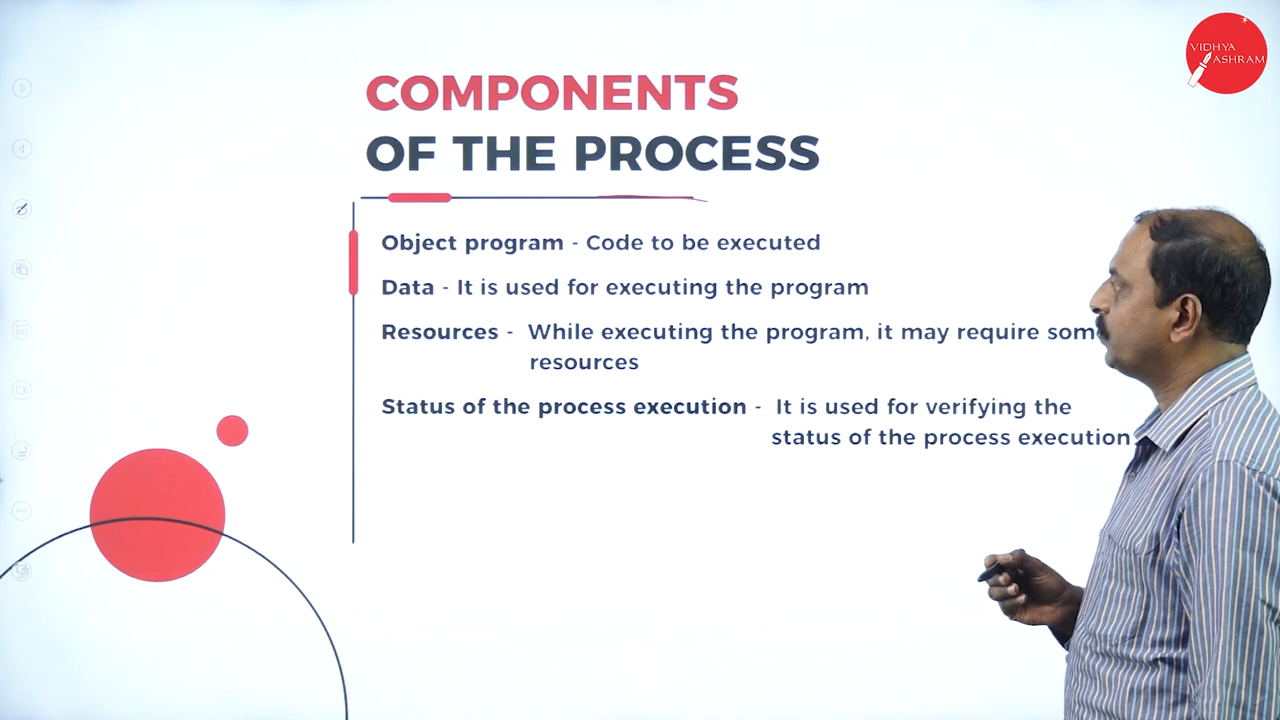 VIDHYA
ASHRAM
COMPONENTS
OF THE PROCESS
Object program - Code to be executed
Data - It is used for executing the program
Resources - While executing the program, it may require some
resources
Status of the process execution - It is used for verifying the
status of the process execution